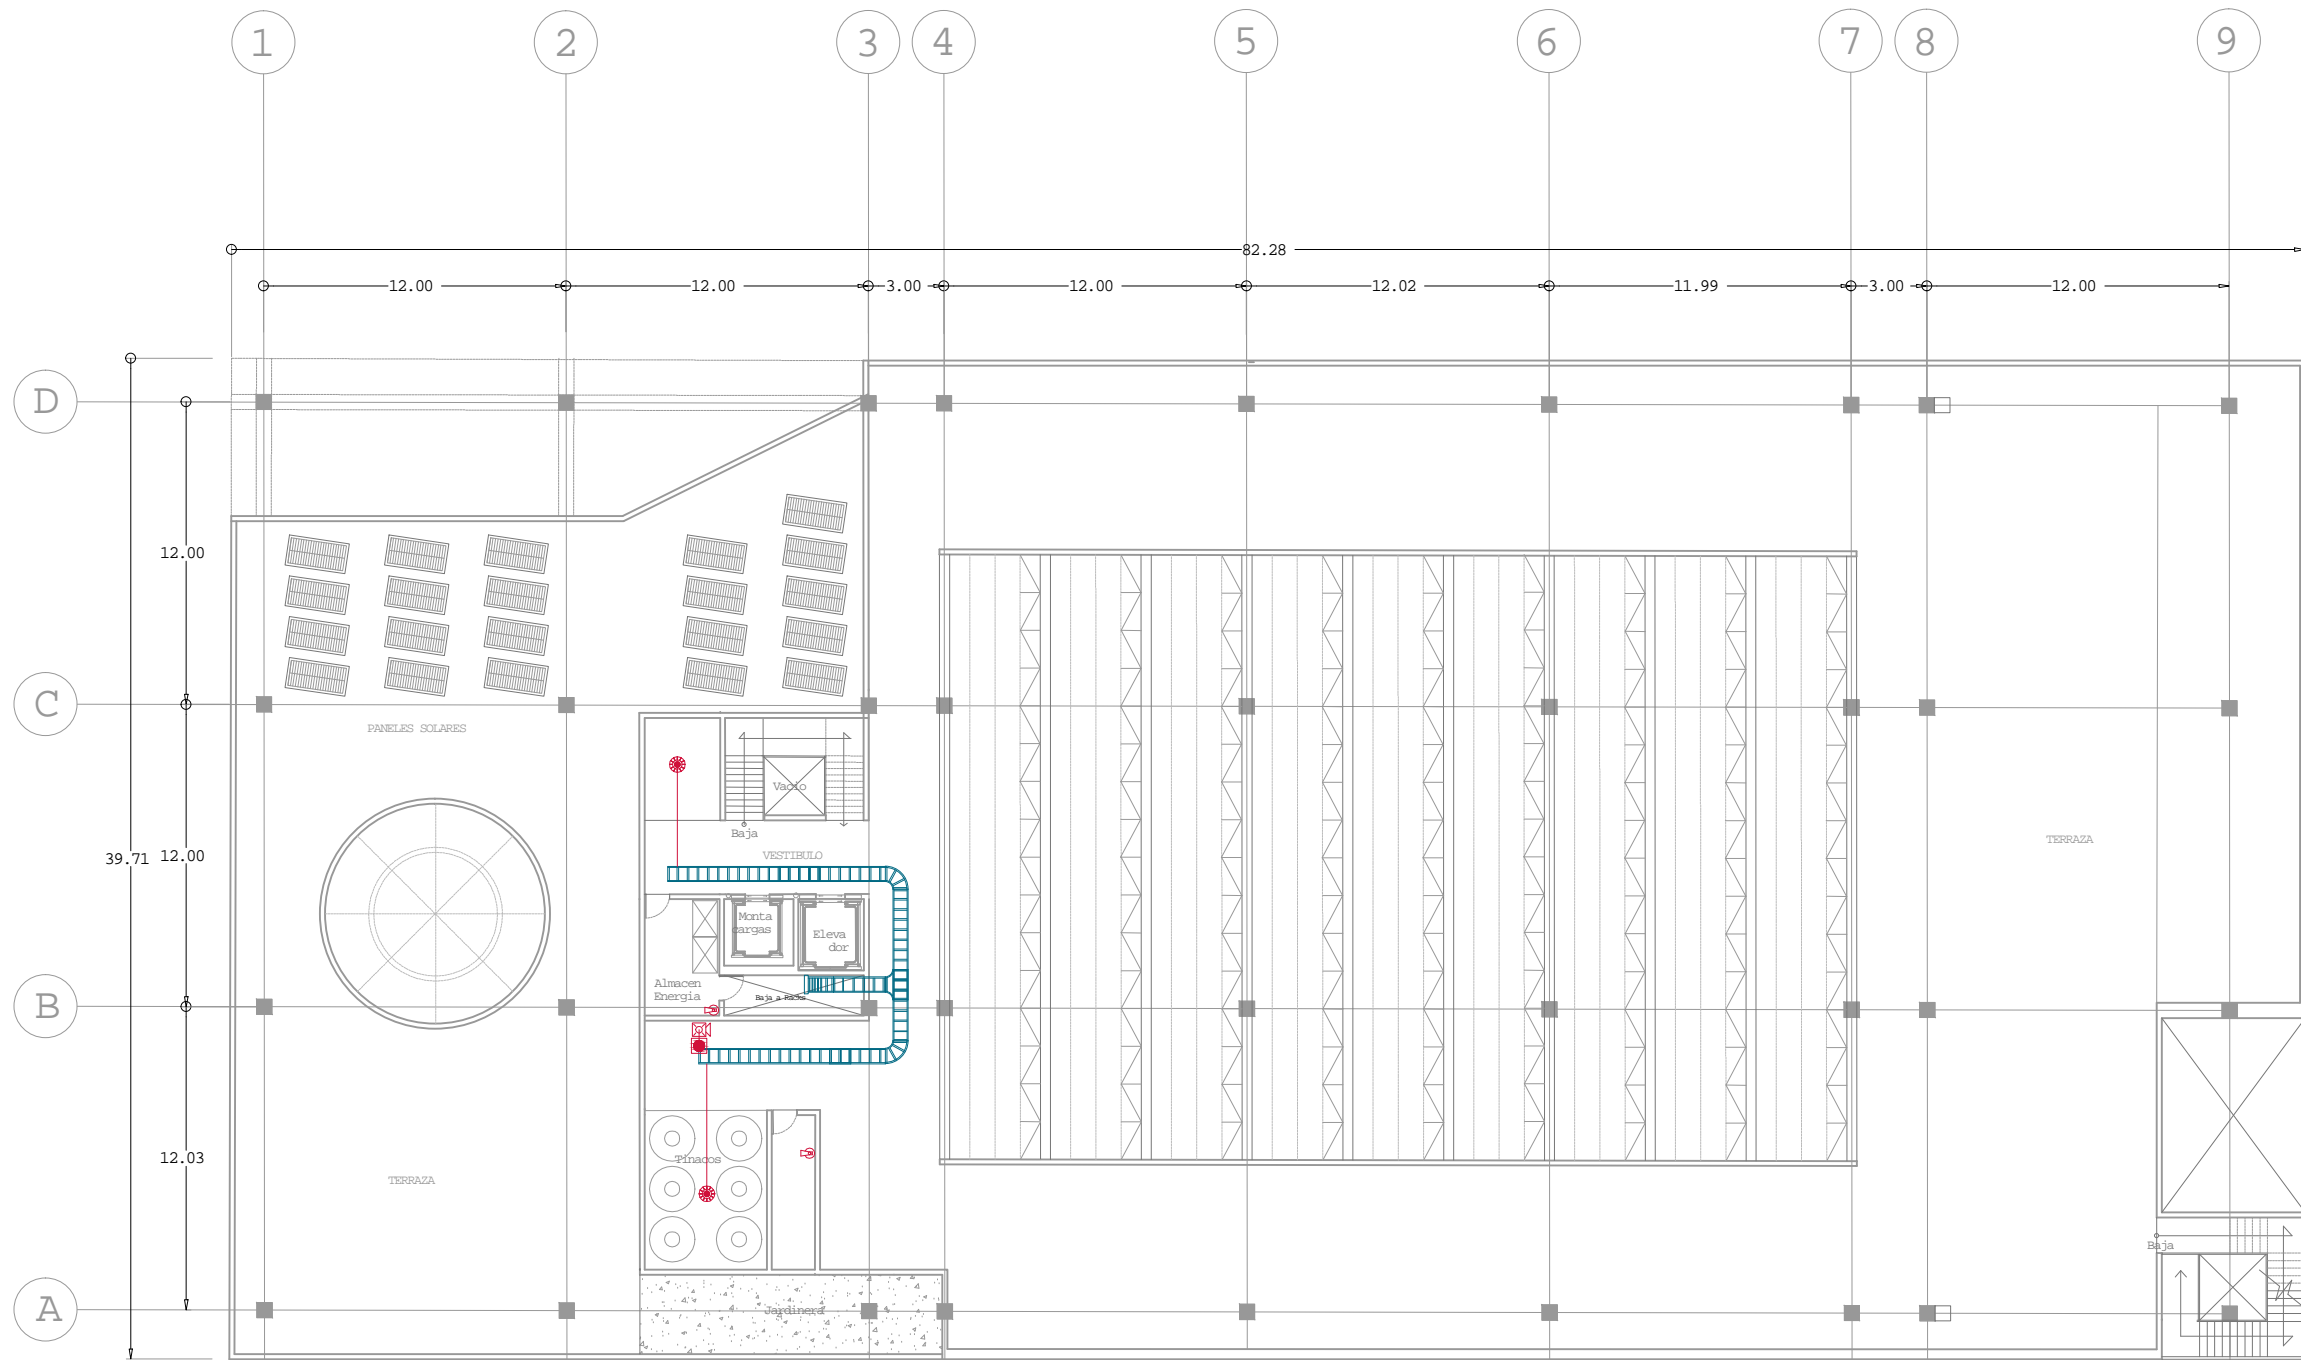 1 2 3 4 5 6 7 8 9
82.28
12.00 12.00 3.00 12.00 12.02 11.99 3.00 12.00
D
12.00
C
PANELES SOLARES
Vacio
Baja
TERRAZA
VESTIBULO
39.71 12.00
Monta
cargas
Eleva
dor
Almacen
Energia
Baja a Racks
B
Tinacos
12.03
TERRAZA
Baja
A
Jardinera